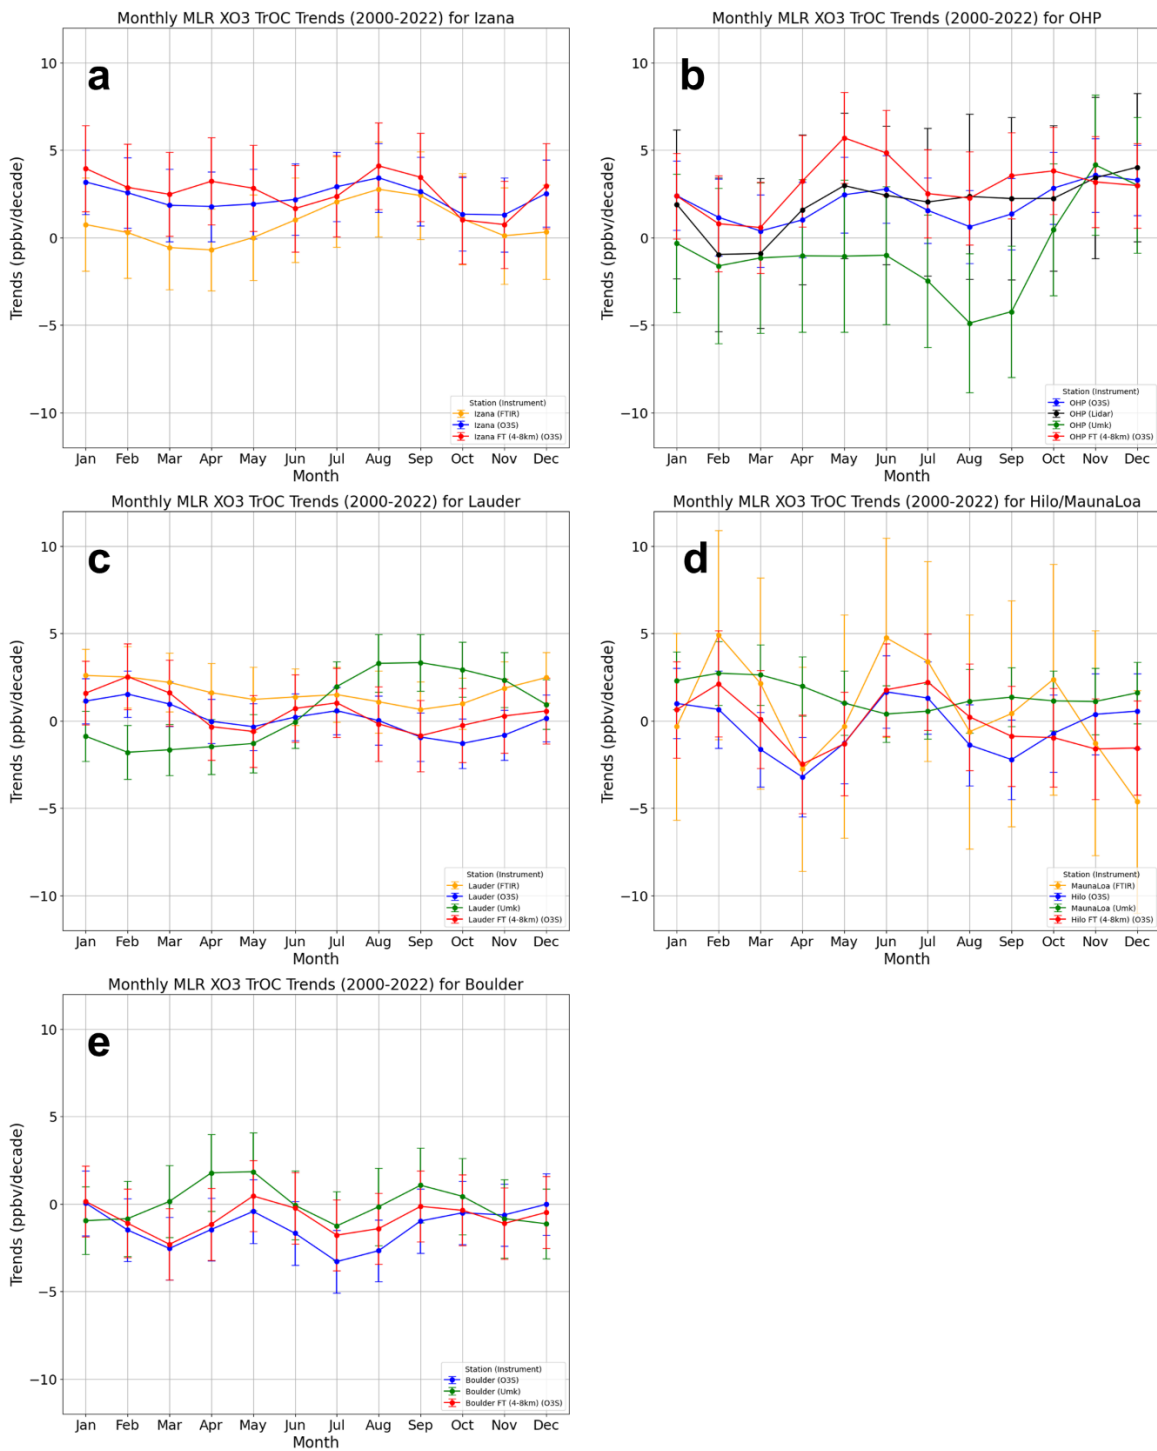 Monthly MLR XO3 TrOC Trends (2000-2022) for Izana
a
10
5
0
−5
−10
Trends (ppbv/decade)
Station (Instrument)
Izana (FTIR)
Izana (O3S)
Izana FT (4-8km) (O3S)
Jan Feb Mar Apr May Jun Jul Aug Sep Oct Nov Dec
Month
Monthly MLR XO3 TrOC Trends (2000-2022) for OHP
b
10
5
0
−5
−10
Trends (ppbv/decade)
Station (Instrument)
OHP (O3S)
OHP (Lidar)
OHP (Umk)
OHP FT (4-8km) (O3S)
Jan Feb Mar Apr May Jun Jul Aug Sep Oct Nov Dec
Month
Monthly MLR XO3 TrOC Trends (2000-2022) for Lauder
c
10
5
0
−5
−10
Trends (ppbv/decade)
Station (Instrument)
Lauder (FTIR)
Lauder (O3S)
Lauder (Umk)
Lauder FT (4-8km) (O3S)
Jan Feb Mar Apr May Jun Jul Aug Sep Oct Nov Dec
Month
Monthly MLR XO3 TrOC Trends (2000-2022) for Hilo/MaunaLoa
d
10
5
0
−5
−10
Trends (ppbv/decade)
Station (Instrument)
MaunaLoa (FTIR)
Hilo (O3S)
MaunaLoa (Umk)
Hilo FT (4-8km) (O3S)
Jan Feb Mar Apr May Jun Jul Aug Sep Oct Nov Dec
Month
Monthly MLR XO3 TrOC Trends (2000-2022) for Boulder
e
10
5
0
−5
−10
Trends (ppbv/decade)
Station (Instrument)
Boulder (O3S)
Boulder (Umk)
Boulder FT (4-8km) (O3S)
Jan Feb Mar Apr May Jun Jul Aug Sep Oct Nov Dec
Month